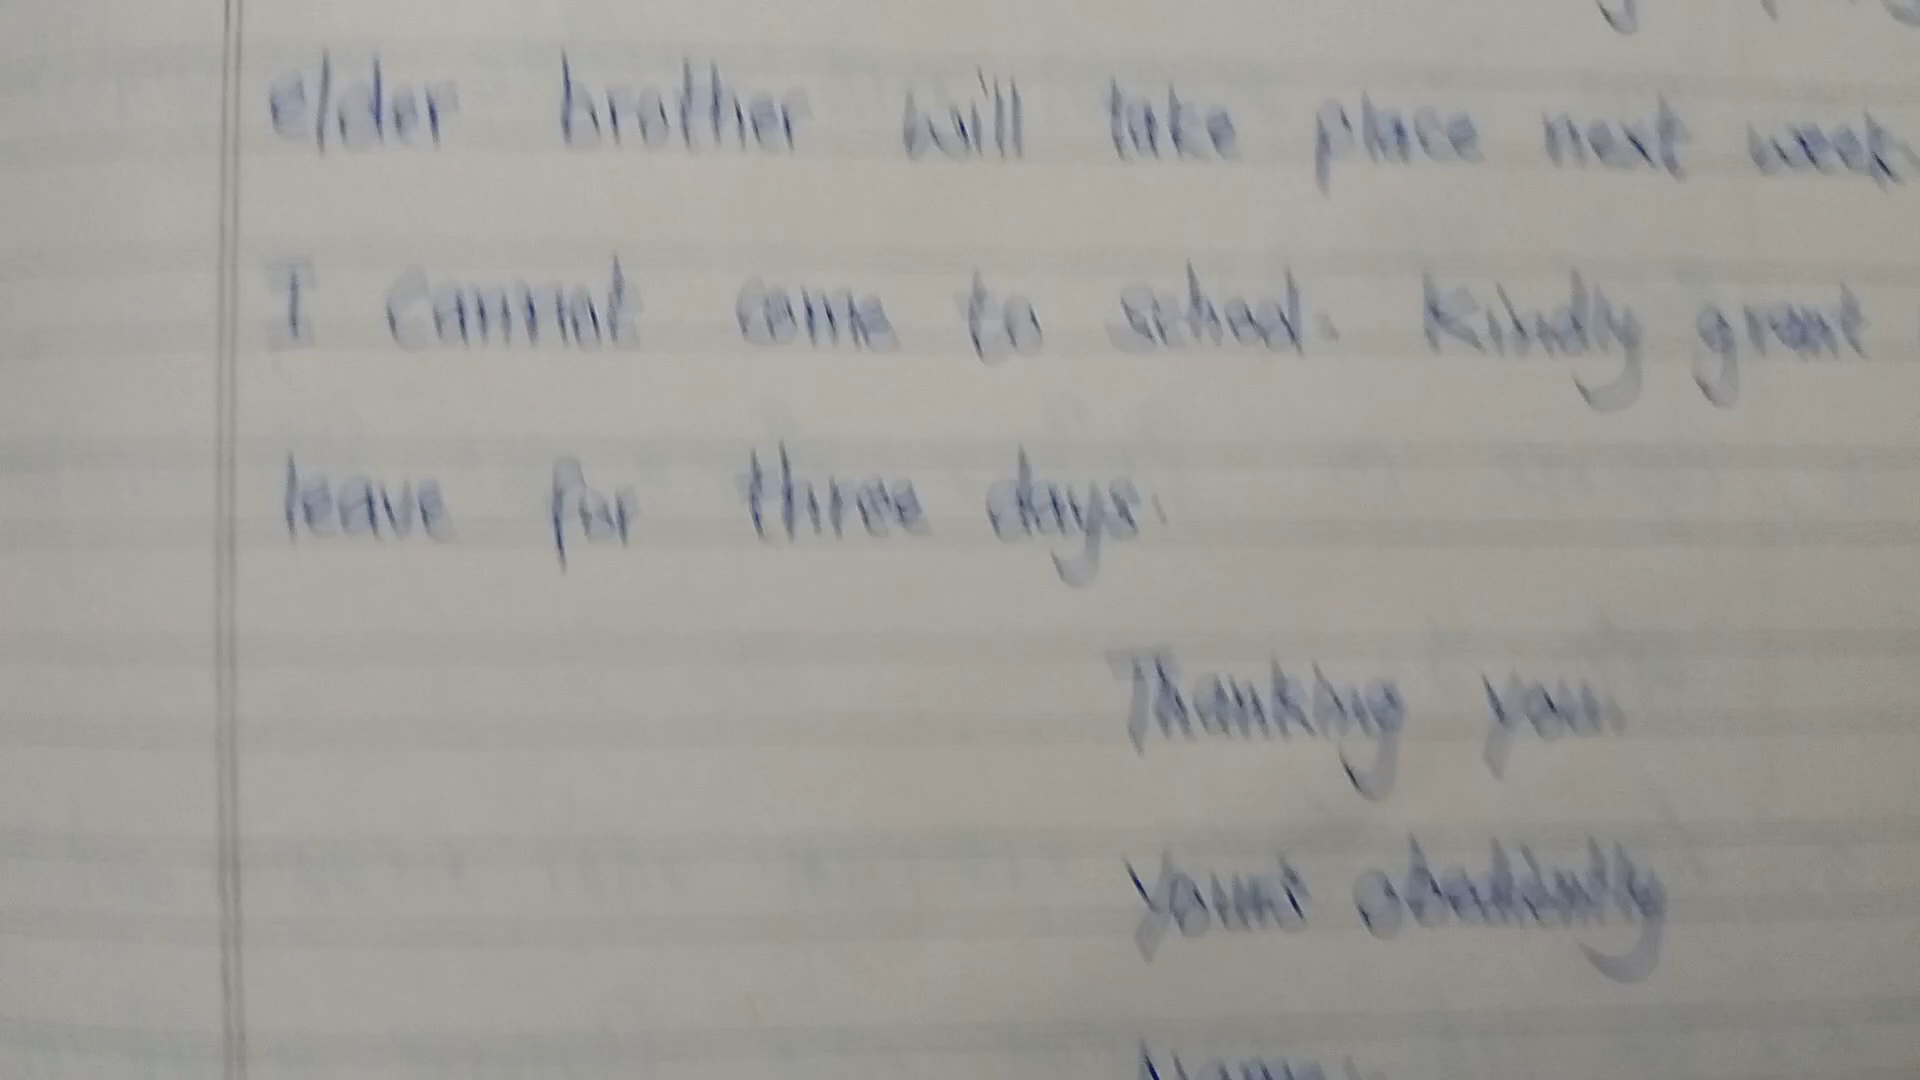 elder brother will take place next week.
I cannot come to school. Kindly grant
leave for three days.
Thanking you.
Yours obediently
Name: